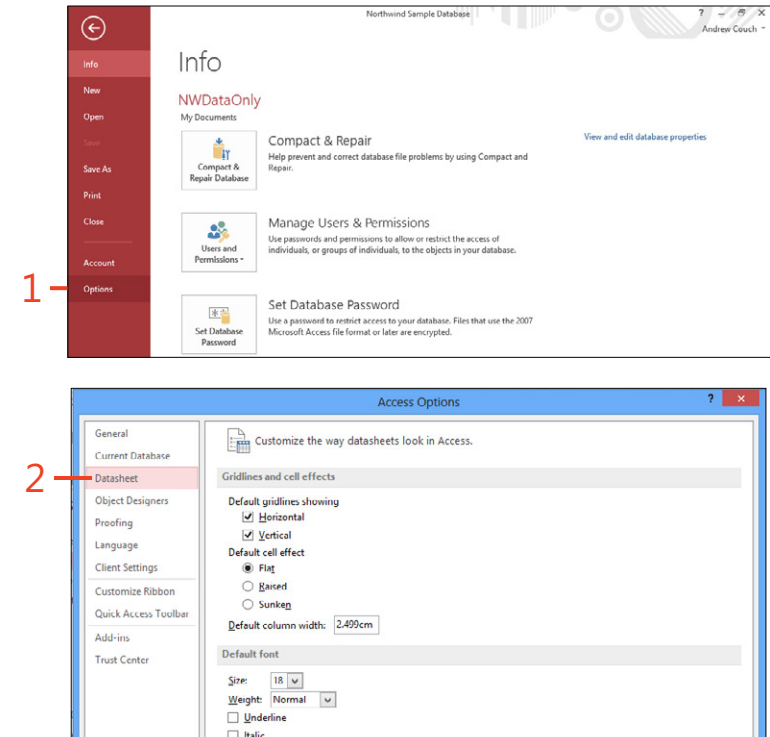 Northwind Sample Database
?
Andrew Couch
Info
New
Open
Save
Save As
Print
Close
Account
1
Options
Info
NWDataOnly
My Documents
Compact &
Repair Database
Compact & Repair
Help prevent and correct database file problems by using Compact and
Repair.
View and edit database properties
Users and
Permissions
Manage Users & Permissions
Use passwords and permissions to allow or restrict the access of
individuals, or groups of individuals, to the objects in your database.
Set Database
Password
Set Database Password
Use a password to restrict access to your database. Files that use the 2007
Microsoft Access file format or later are encrypted.
Access Options
?
General
Current Database
2
Datasheet
Object Designers
Proofing
Language
Client Settings
Customize Ribbon
Quick Access Toolbar
Add-ins
Trust Center
Customize the way datasheets look in Access.
Gridlines and cell effects
Default gridlines showing
Horizontal
Vertical
Default cell effect
Flat
Raised
Sunken
Default column width: 2.499cm
Default font
Size: 18
Weight: Normal
Underline
Italic